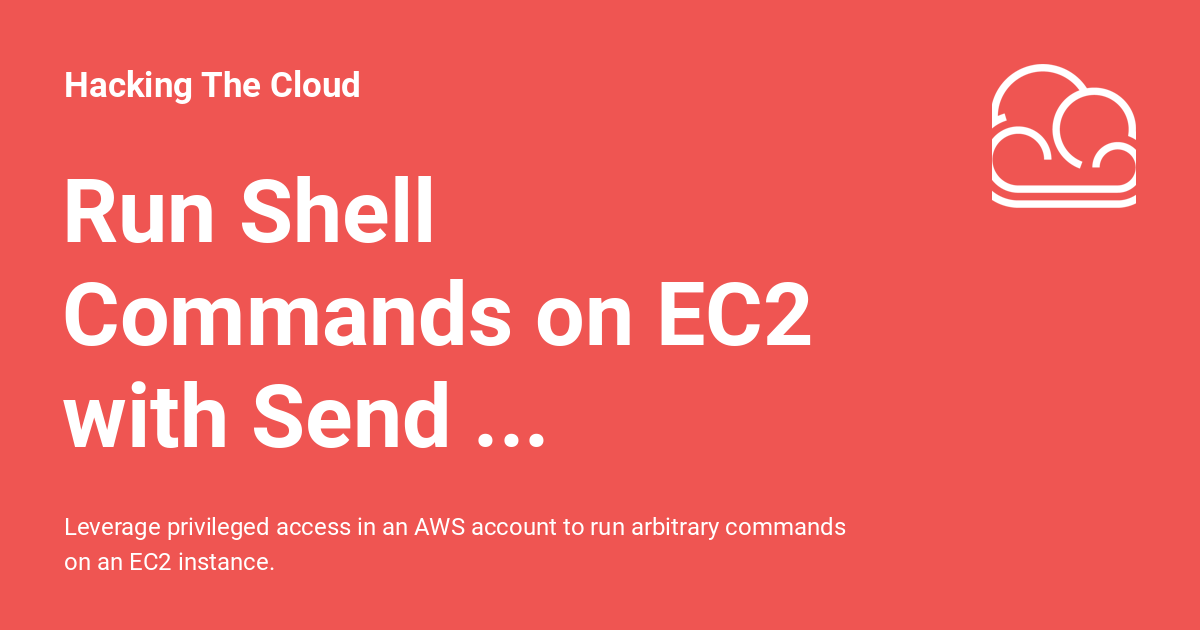 Hacking The Cloud
Run Shell
Commands on EC2
with Send ...
Leverage privileged access in an AWS account to run arbitrary commands
on an EC2 instance.